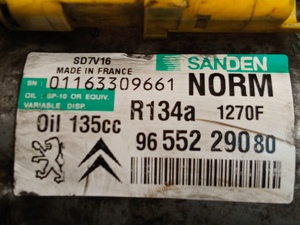 SD7V16
MADE IN FRANCE
SANDEN
SN : 01163309661
NORM
OIL : SP-10 OR EQUIV.
VARIABLE DISP.
R134a 1270F
Oil 135cc
96 552 290 80